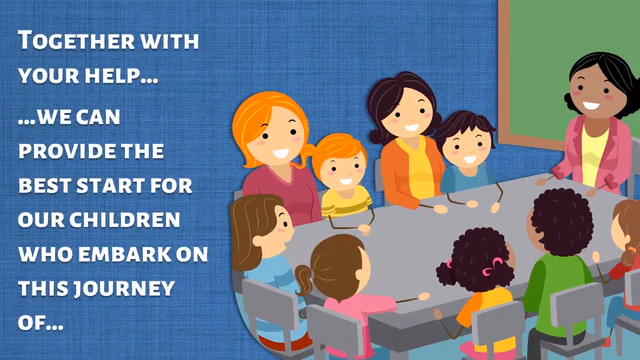 Together with
your help...
...we can
provide the
best start for
our children
who embark on
this journey
of...